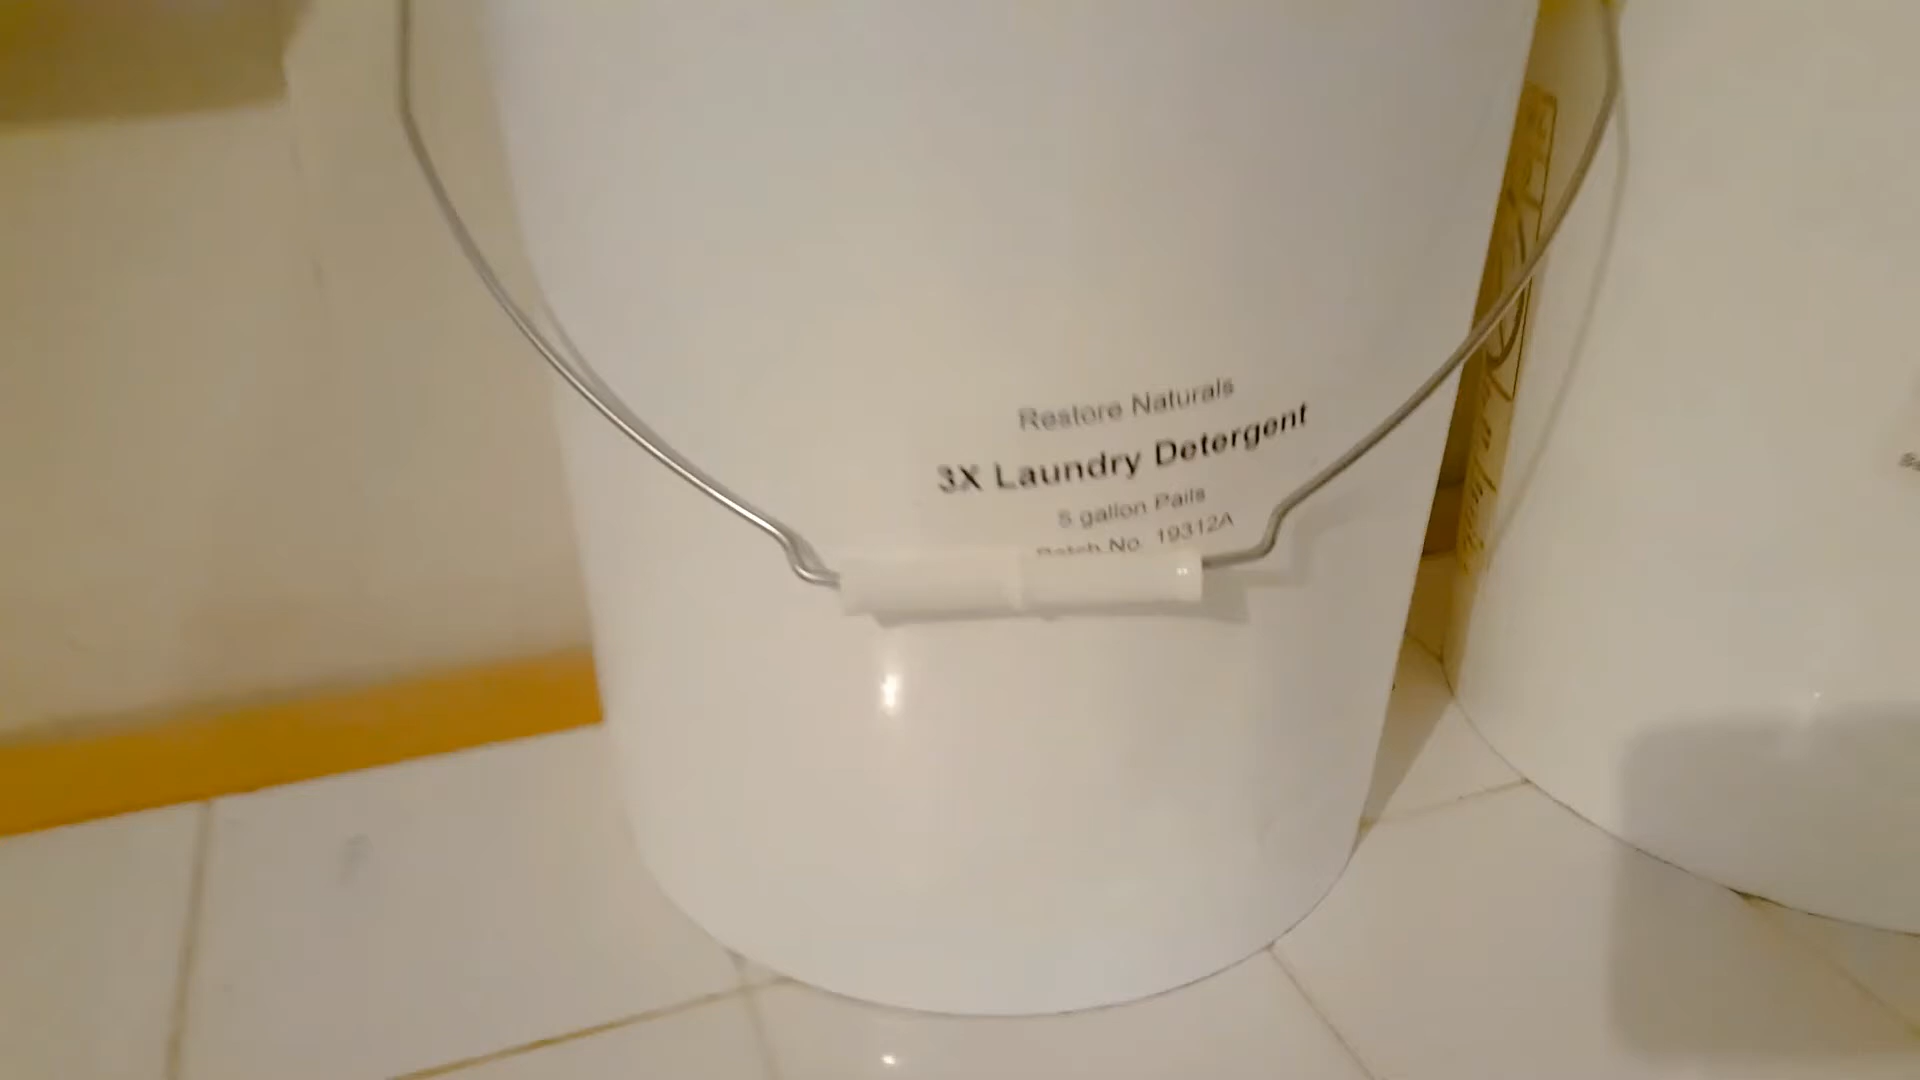 Restore Naturals
3X Laundry Detergent
5 gallon Pails
Batch No. 19312A